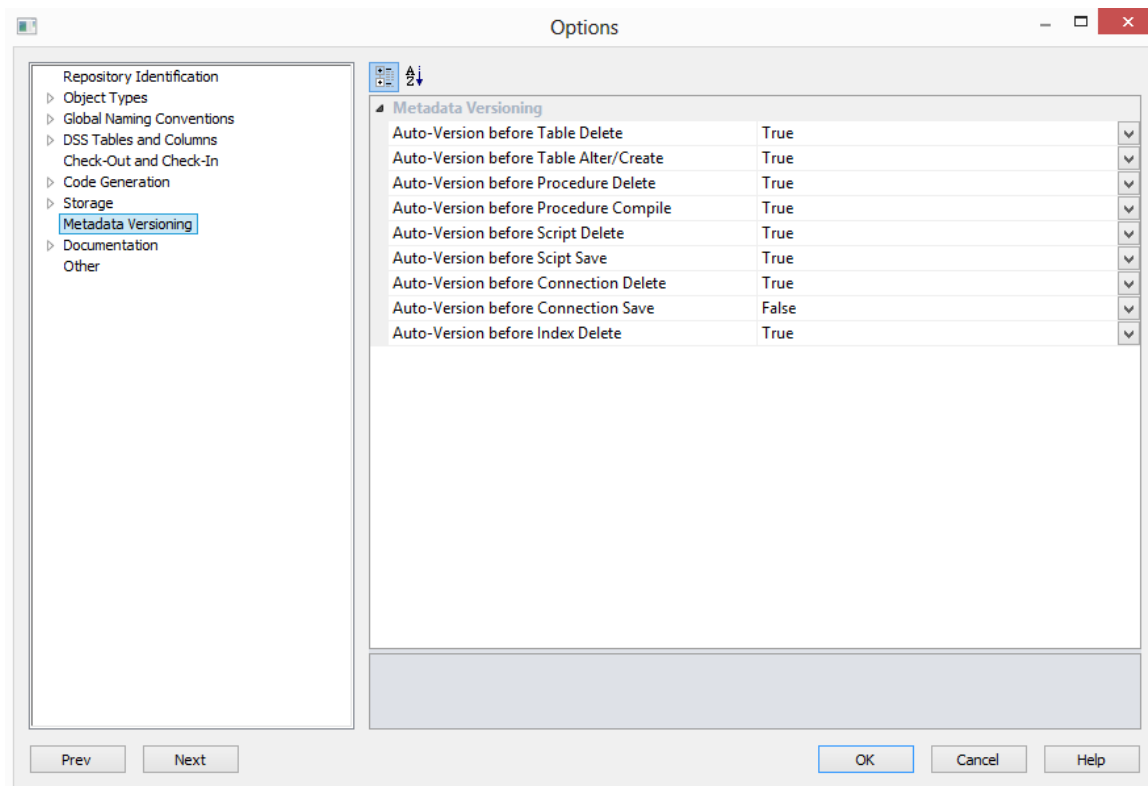 Options
Repository Identification
Object Types
Global Naming Conventions
DSS Tables and Columns
Check-Out and Check-In
Code Generation
Storage
Metadata Versioning
Documentation
Other
Metadata Versioning
Auto-Version before Table Delete True
Auto-Version before Table Alter/Create True
Auto-Version before Procedure Delete True
Auto-Version before Procedure Compile True
Auto-Version before Script Delete True
Auto-Version before Scipt Save True
Auto-Version before Connection Delete True
Auto-Version before Connection Save False
Auto-Version before Index Delete True
Prev Next OK Cancel Help